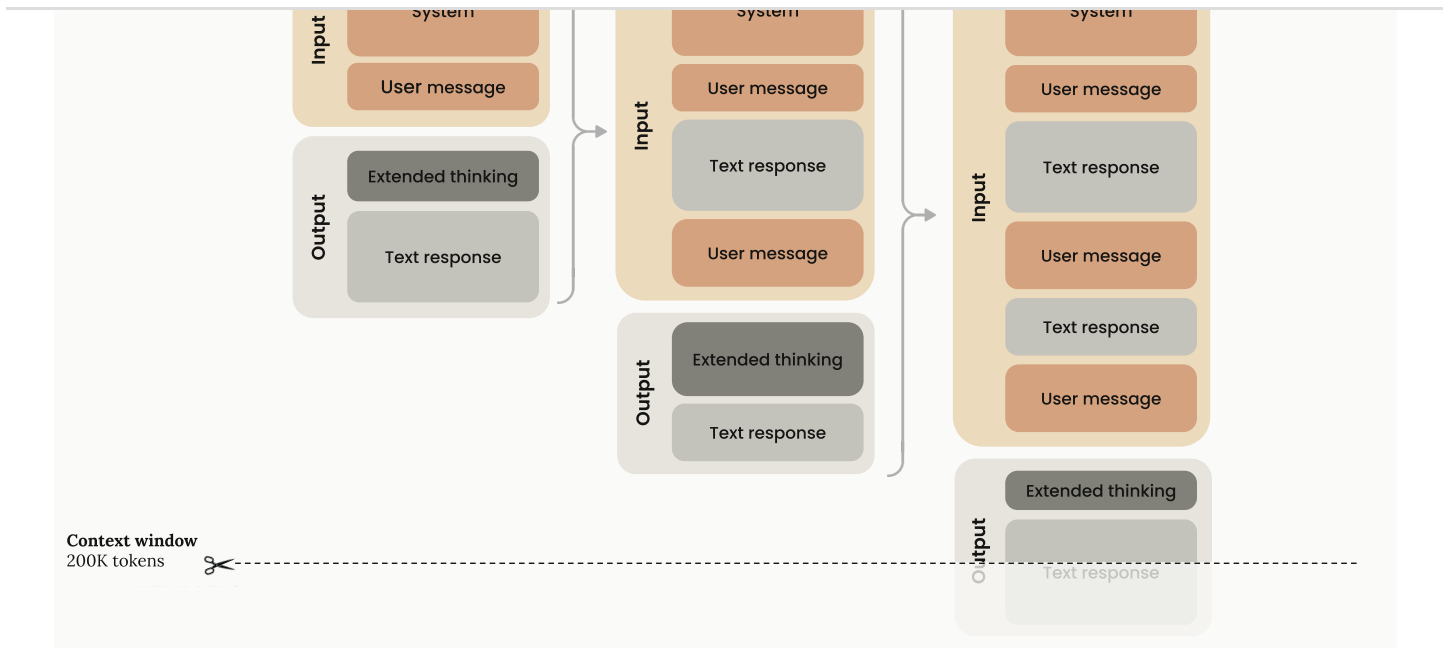 System
Input
User message
Extended thinking
Output
Text response
System
User message
Input
Text response
User message
Extended thinking
Output
Text response
System
User message
Text response
Input
User message
Text response
User message
Extended thinking
Output
Text response
Context window
200K tokens